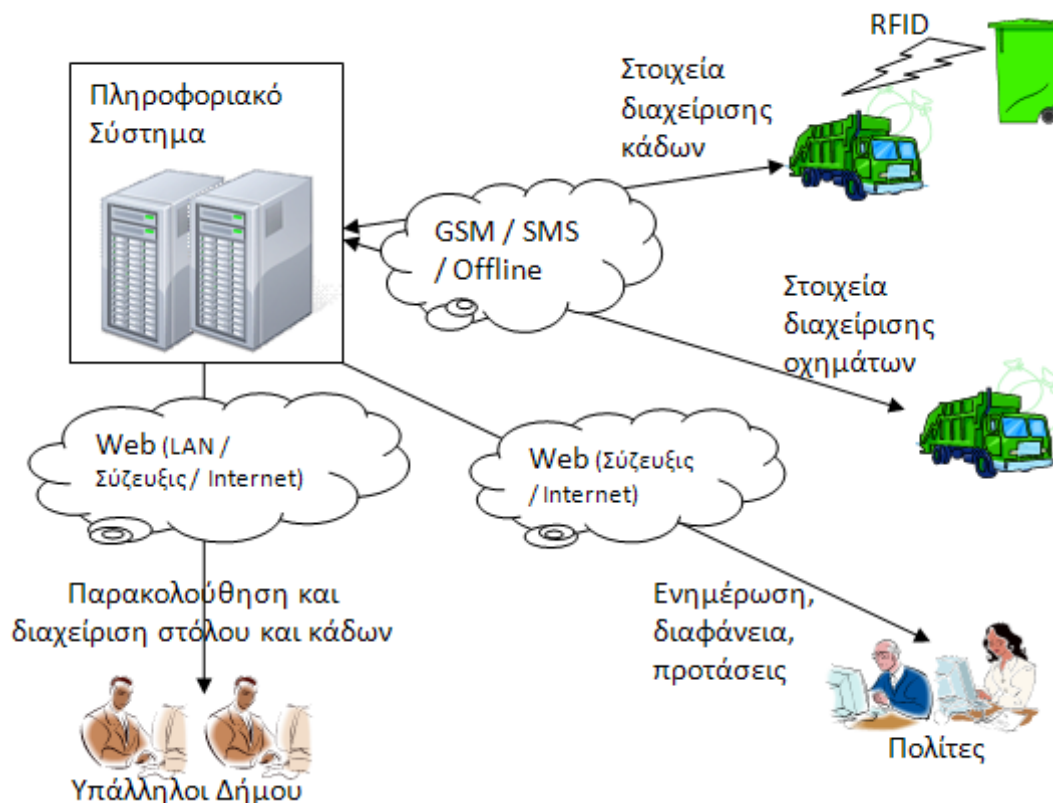 RFID
Στοιχεία
διαχείρισης
κάδων
Πληροφοριακό
Σύστημα
GSM / SMS
/ Offline
Στοιχεία
διαχείρισης
οχημάτων
Web (LAN /
Σύζευξις / Internet)
Web (Σύζευξις
/ Internet)
Παρακολούθηση και
διαχείριση στόλου και κάδων
Ενημέρωση,
διαφάνεια,
προτάσεις
Πολίτες
Υπάλληλοι Δήμου